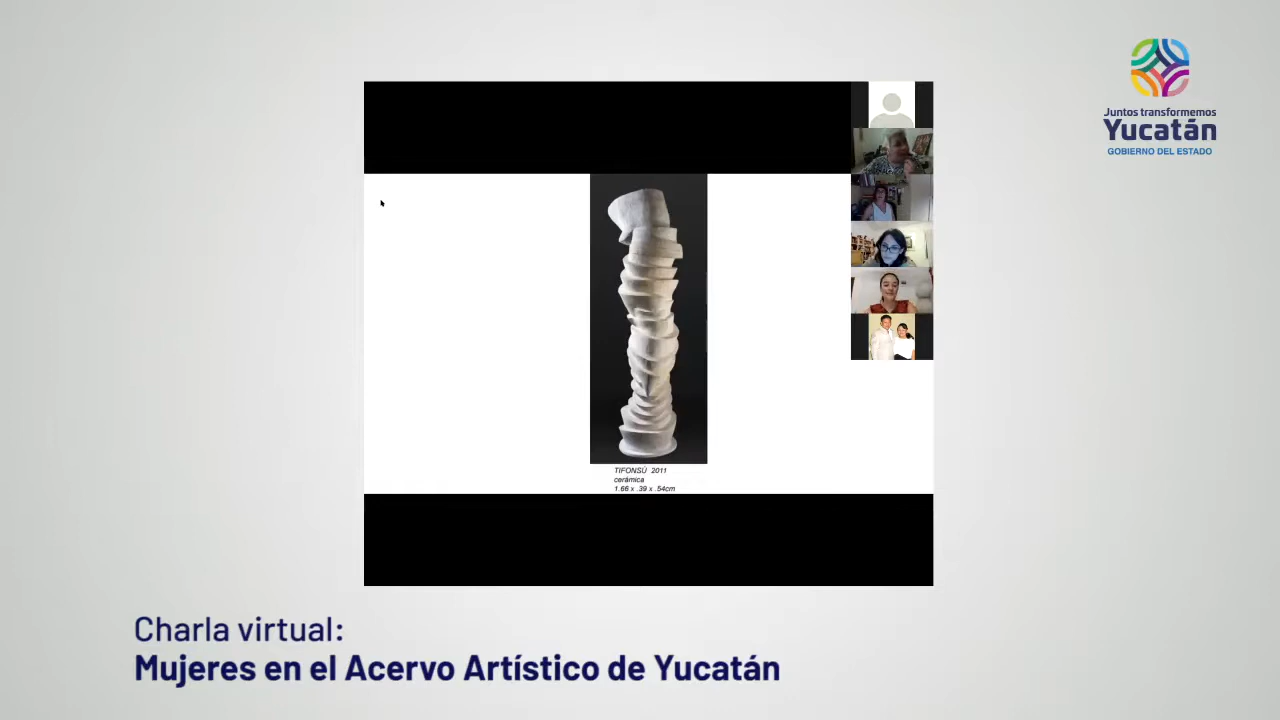 Juntos transformemos
Yucatán
GOBIERNO DEL ESTADO
TIFONSÚ 2011
cerámica
1.66 x .39 x .54cm
Charla virtual:
Mujeres en el Acervo Artístico de Yucatán